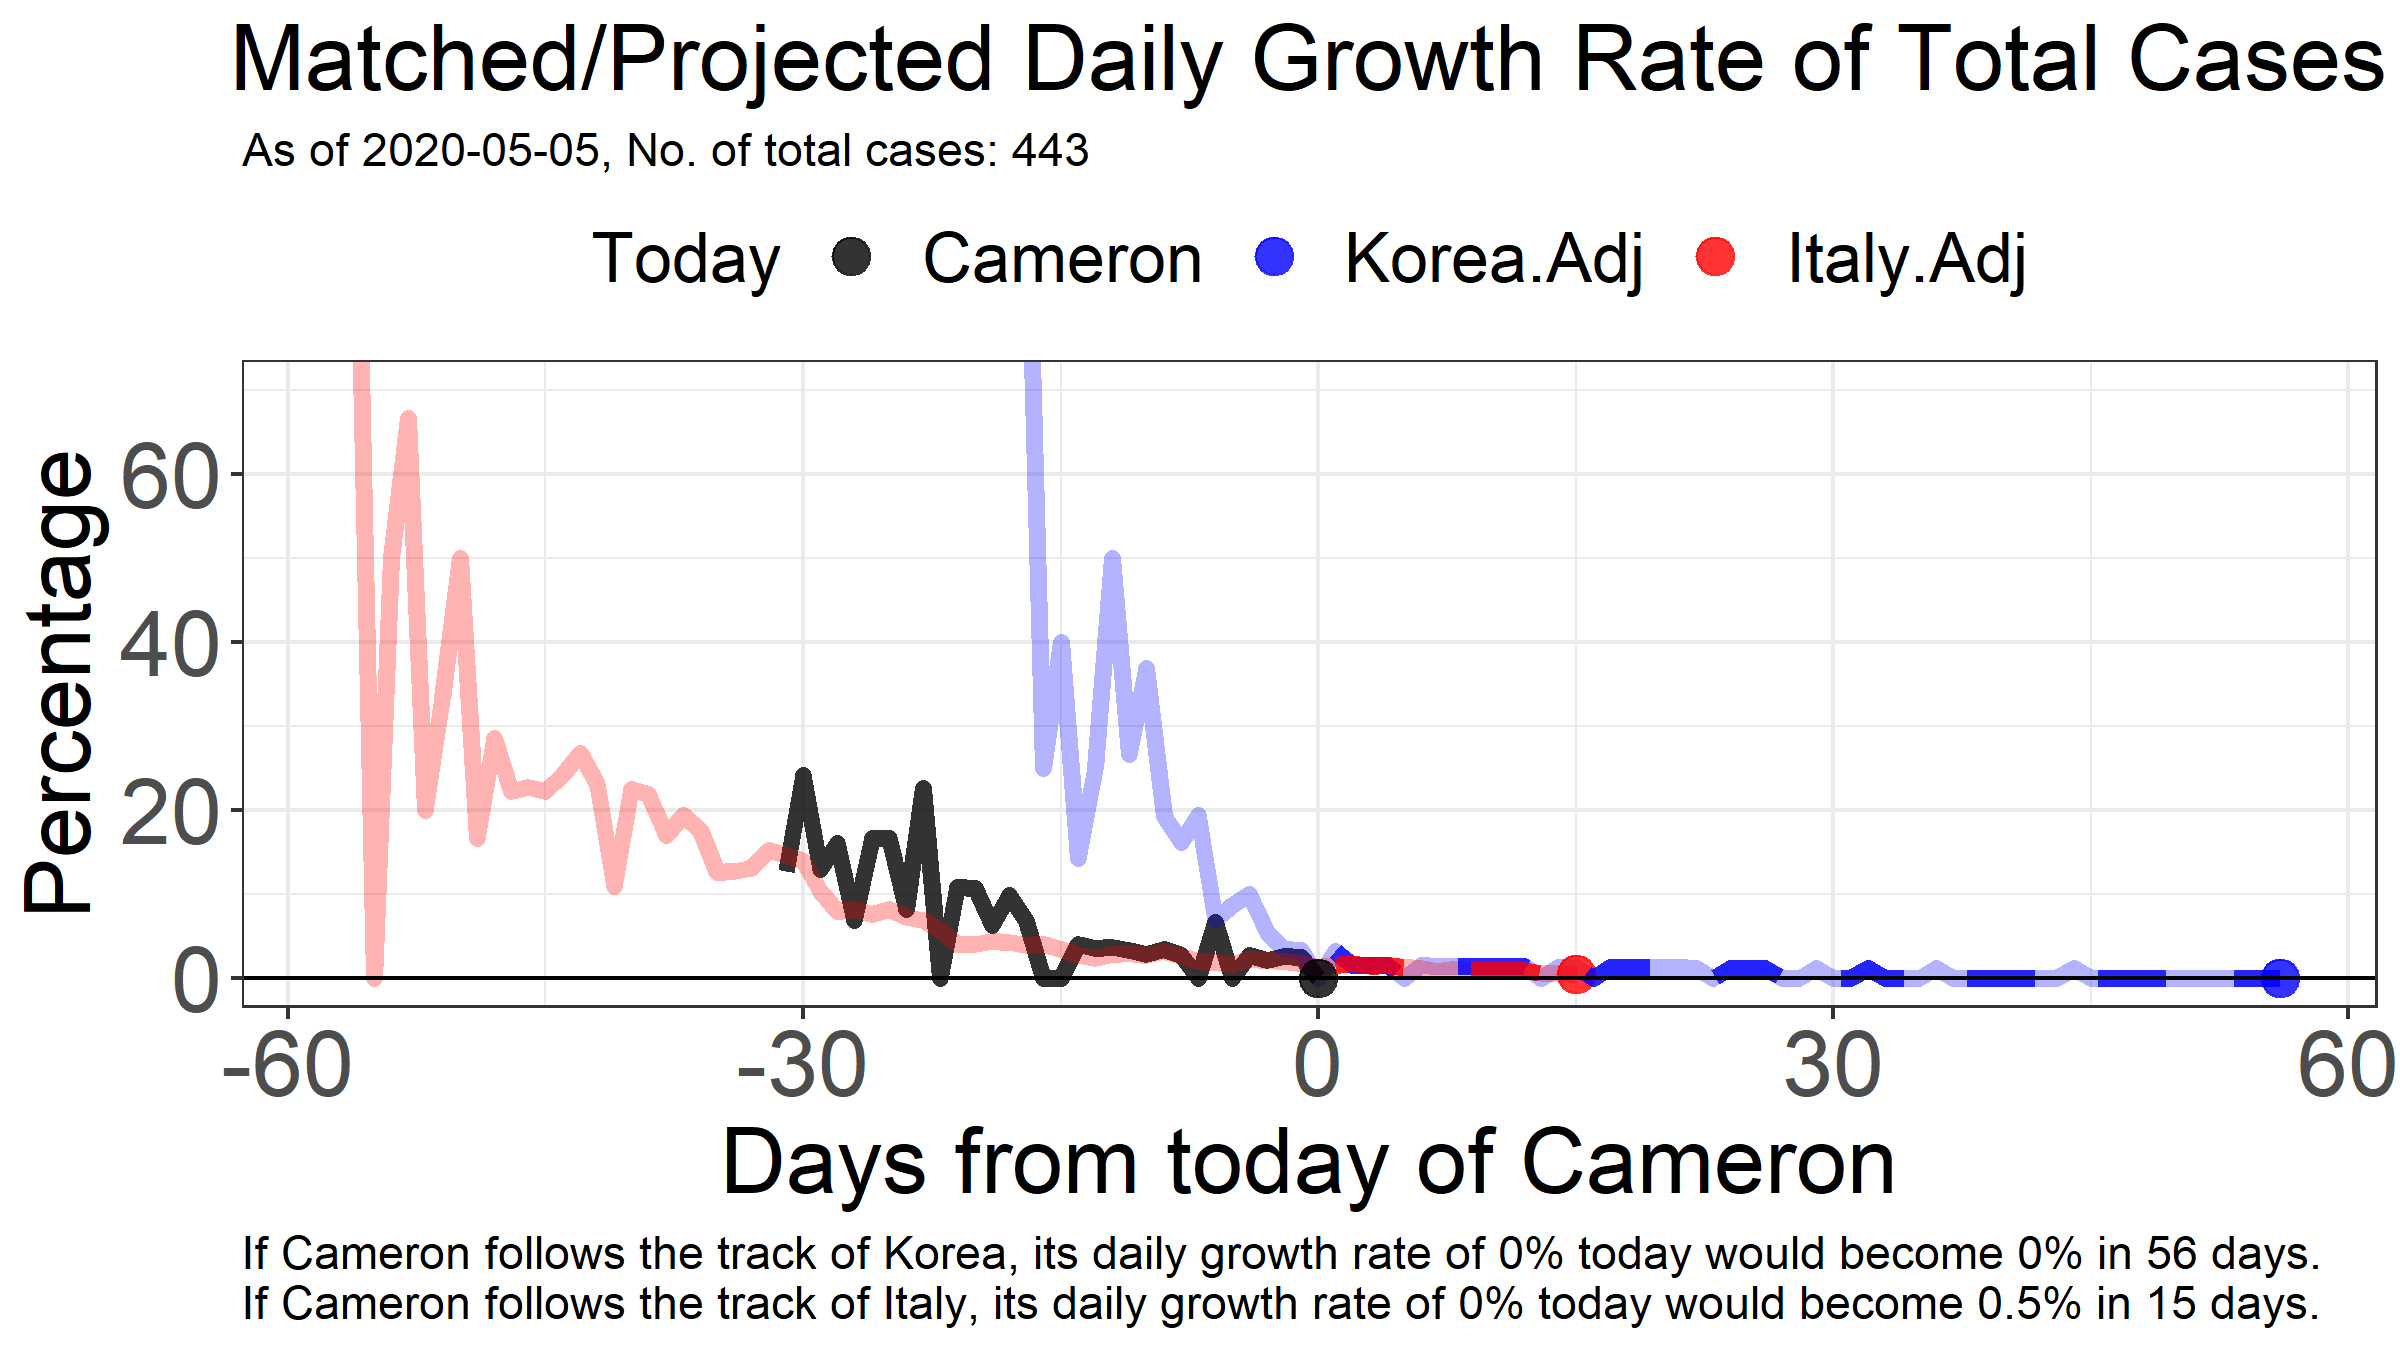 Matched/Projected Daily Growth Rate of Total Cases
As of 2020-05-05, No. of total cases: 443
Today Cameron Korea.Adj Italy.Adj
Percentage
60
40
20
0
-60 -30 0 30 60
Days from today of Cameron
If Cameron follows the track of Korea, its daily growth rate of 0% today would become 0% in 56 days.
If Cameron follows the track of Italy, its daily growth rate of 0% today would become 0.5% in 15 days.